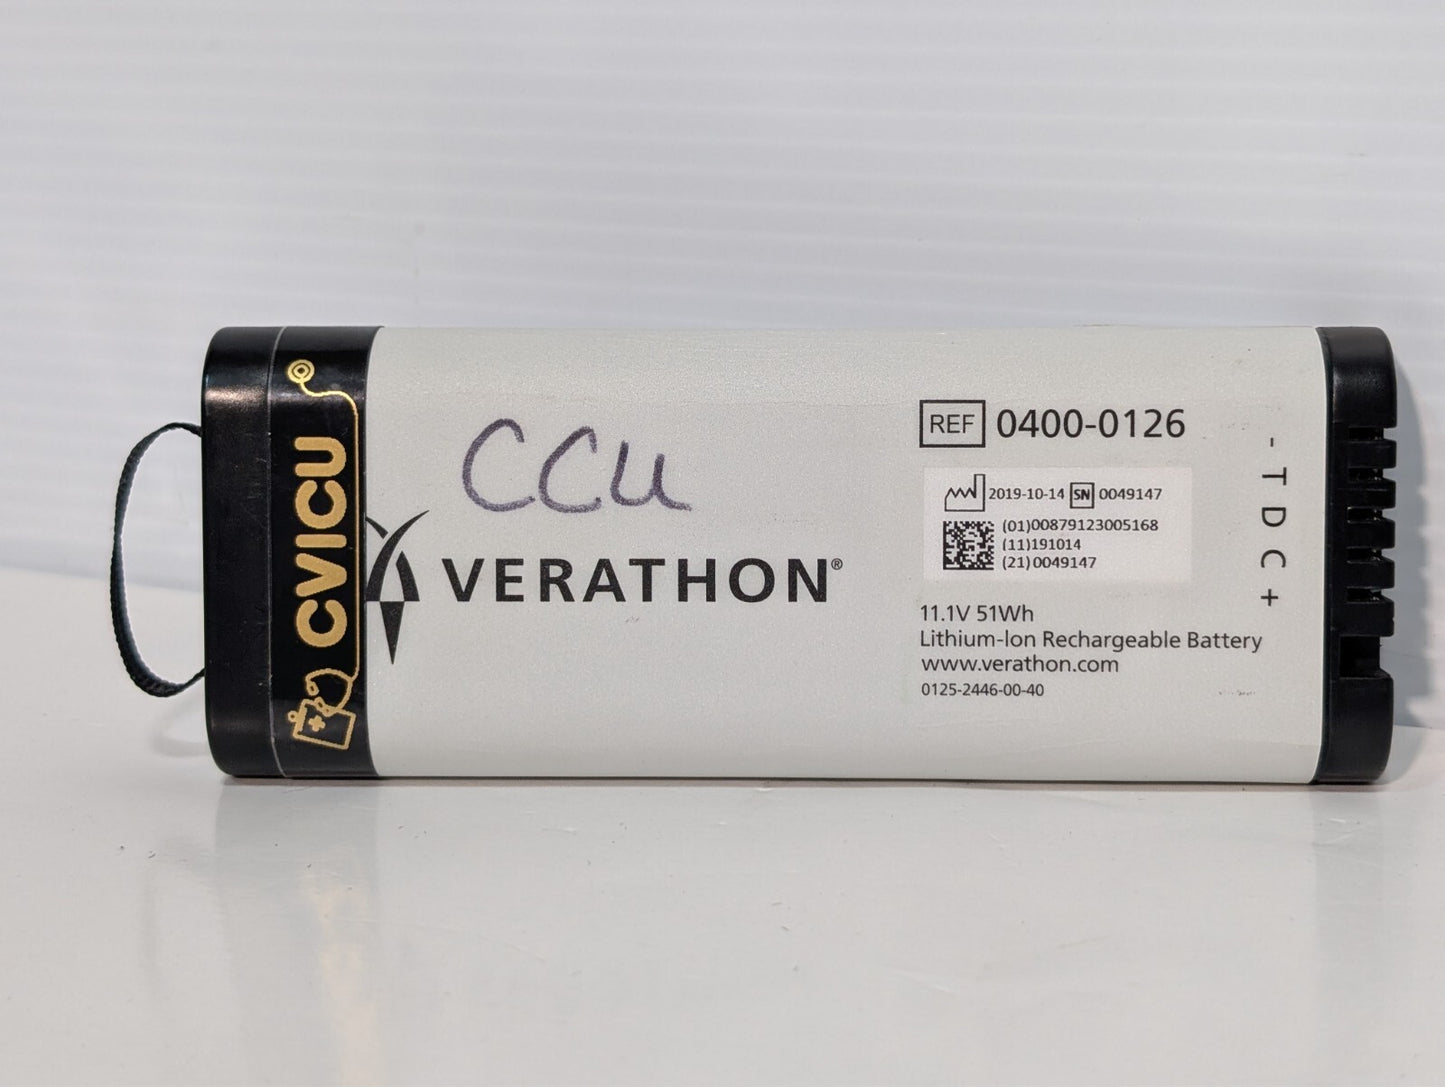 CVICU
CCU
VERATHON®
REF 0400-0126
2019-10-14 SN 0049147
(01)00879123005168
(11)191014
(21)0049147
11.1V 51Wh
Lithium-Ion Rechargeable Battery
www.verathon.com
0125-2446-00-40
- T D C +